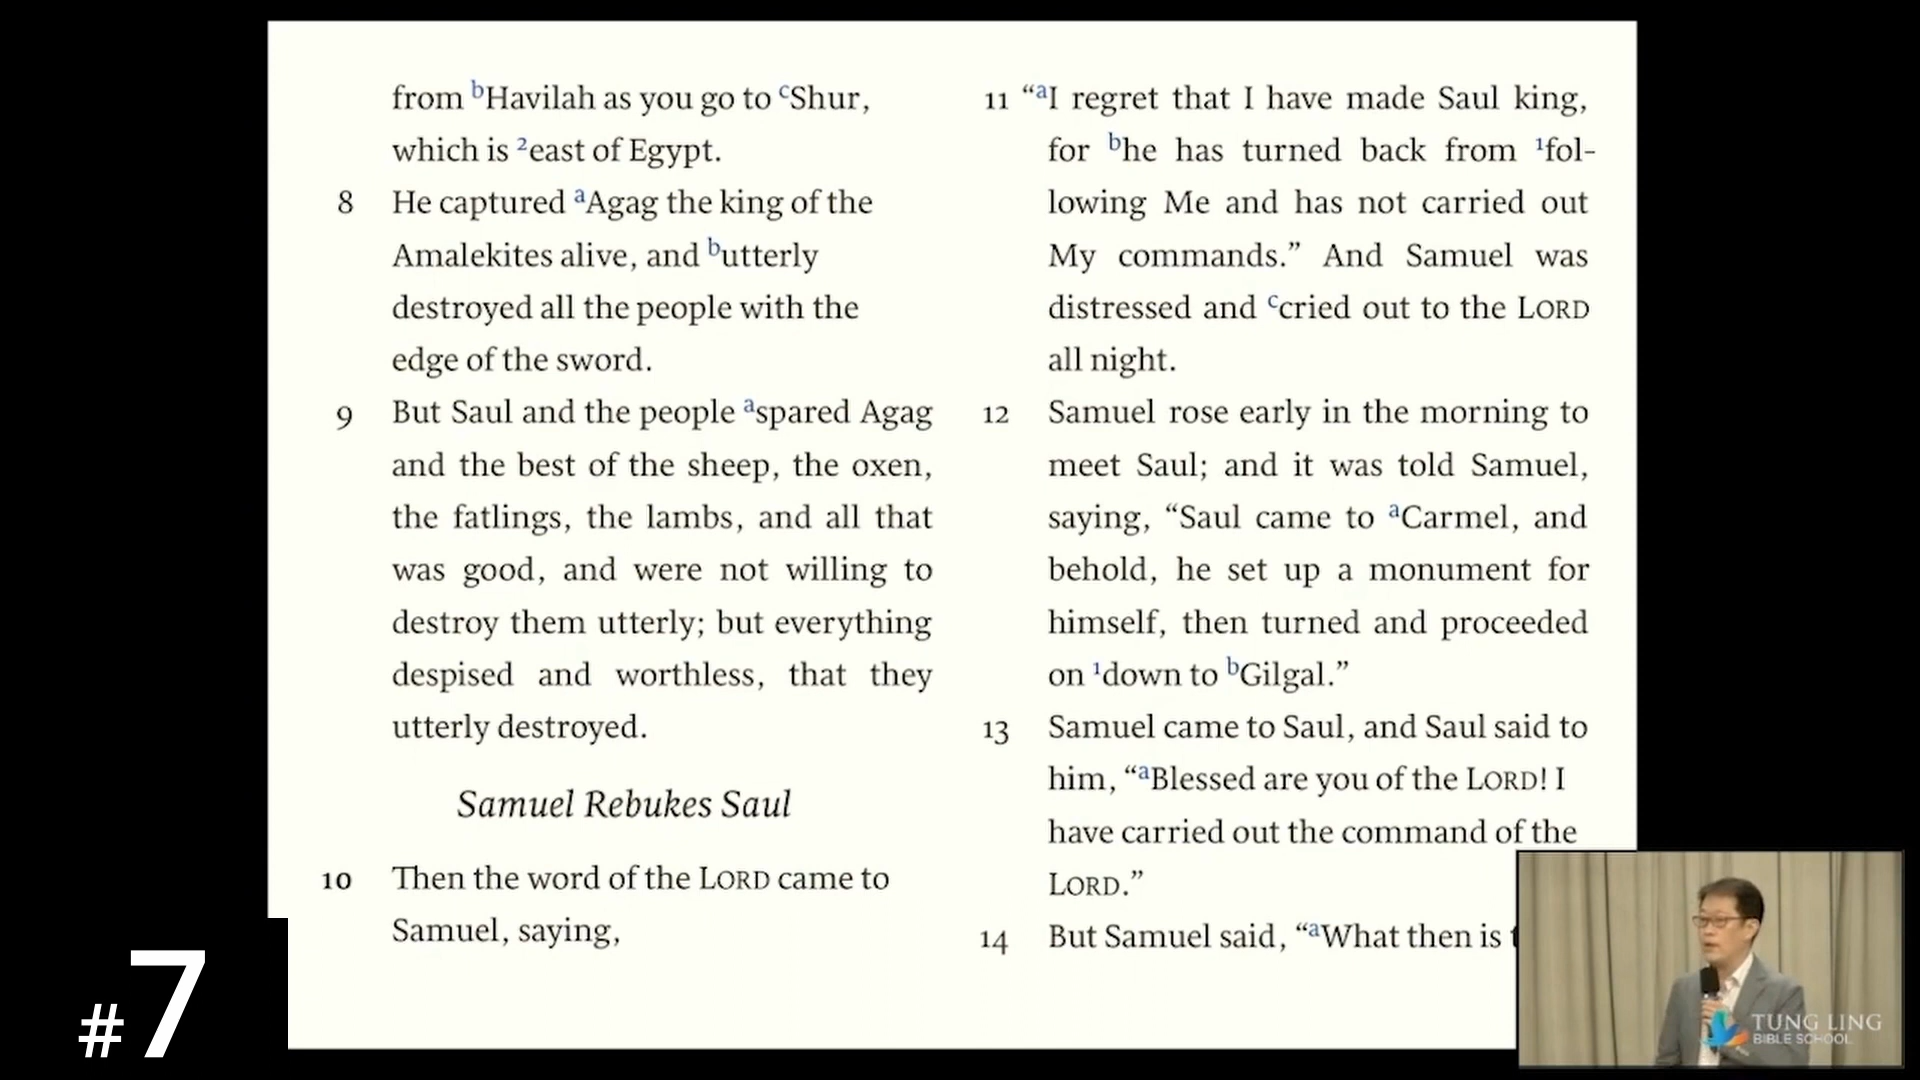 from bHavilah as you go to cShur,
which is 2east of Egypt.
8 He captured aAgag the king of the
Amalekites alive, and butterly
destroyed all the people with the
edge of the sword.
9 But Saul and the people aspared Agag
and the best of the sheep, the oxen,
the fatlings, the lambs, and all that
was good, and were not willing to
destroy them utterly; but everything
despised and worthless, that they
utterly destroyed.
Samuel Rebukes Saul
10 Then the word of the LORD came to
Samuel, saying,
11 “aI regret that I have made Saul king,
for bhe has turned back from 1fol-
lowing Me and has not carried out
My commands.” And Samuel was
distressed and ccried out to the LORD
all night.
12 Samuel rose early in the morning to
meet Saul; and it was told Samuel,
saying, “Saul came to aCarmel, and
behold, he set up a monument for
himself, then turned and proceeded
on 1down to bGilgal.”
13 Samuel came to Saul, and Saul said to
him, “aBlessed are you of the LORD! I
have carried out the command of the
LORD.”
14 But Samuel said, “aWhat then is
#7
TUNG LING
BIBLE SCHOOL